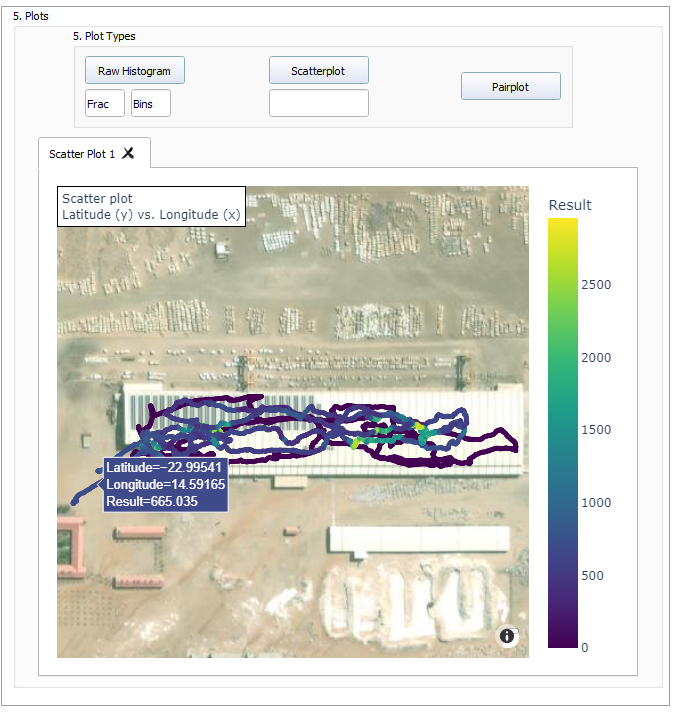 5. Plots
5. Plot Types
Raw Histogram
Scatterplot
Pairplot
Frac
Bins
Scatter Plot 1 X
Scatter plot
Latitude (y) vs. Longitude (x)
Result
2500
2000
1500
1000
500
0
Latitude=−22.99541
Longitude=14.59165
Result=665.035